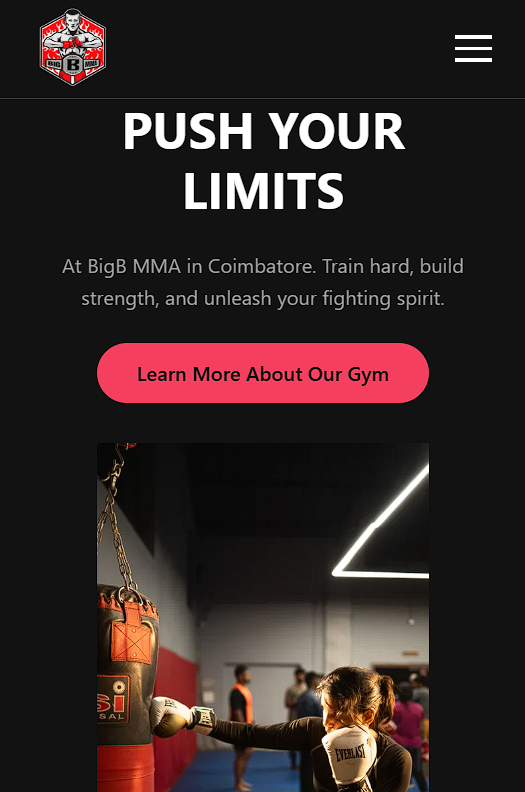 BIG B MMA
PUSH YOUR
LIMITS
At BigB MMA in Coimbatore. Train hard, build
strength, and unleash your fighting spirit.
Learn More About Our Gym
SI
SAL
EVERLAST